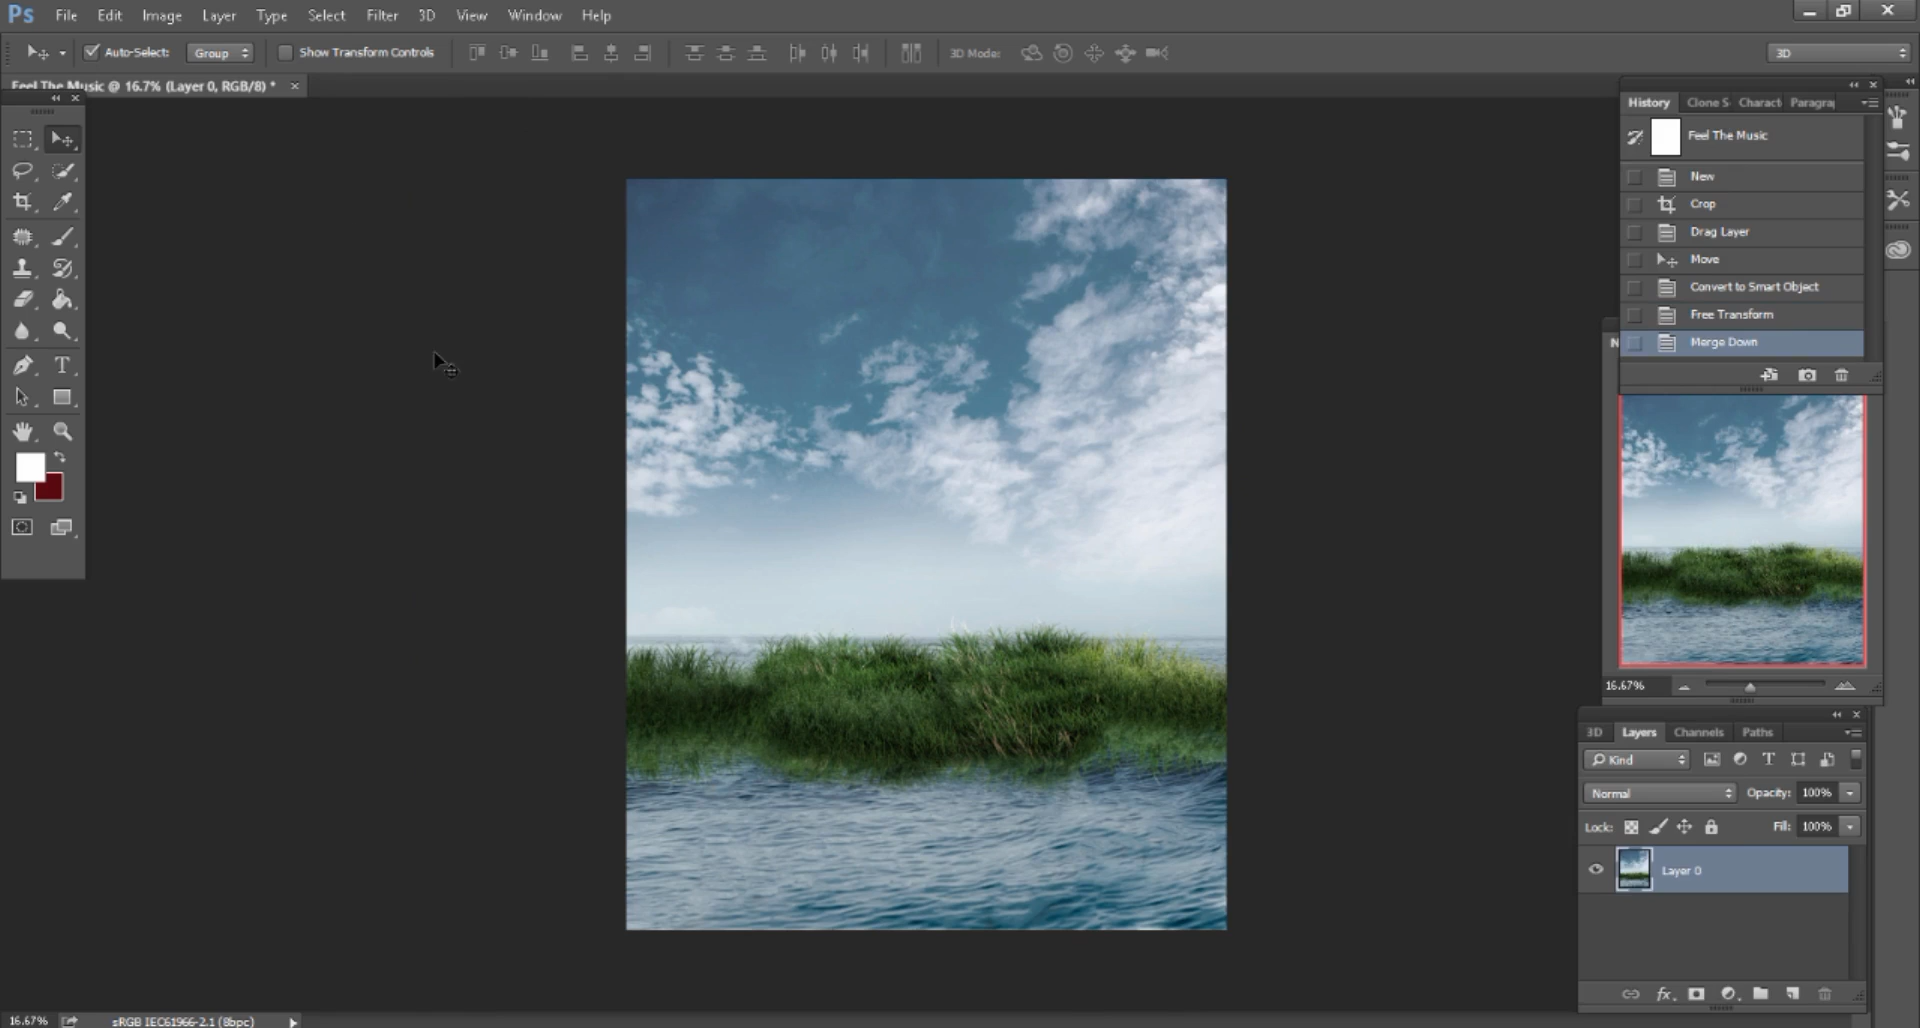 Ps File Edit Image Layer Type Select Filter 3D View Window Help
Auto-Select: Group Show Transform Controls 3D Mode: 3D
Feel The Music @ 16.7% (Layer 0, RGB/8) *
History Clone S Charact Paragra
Feel The Music
New
Crop
Drag Layer
Move
Convert to Smart Object
Free Transform
Merge Down
N
T
16.67%
3D Layers Channels Paths
Kind T
Normal Opacity: 100%
Lock: Fill: 100%
Layer 0
fx
16.67% sRGB IEC61966-2.1 (8bpc)